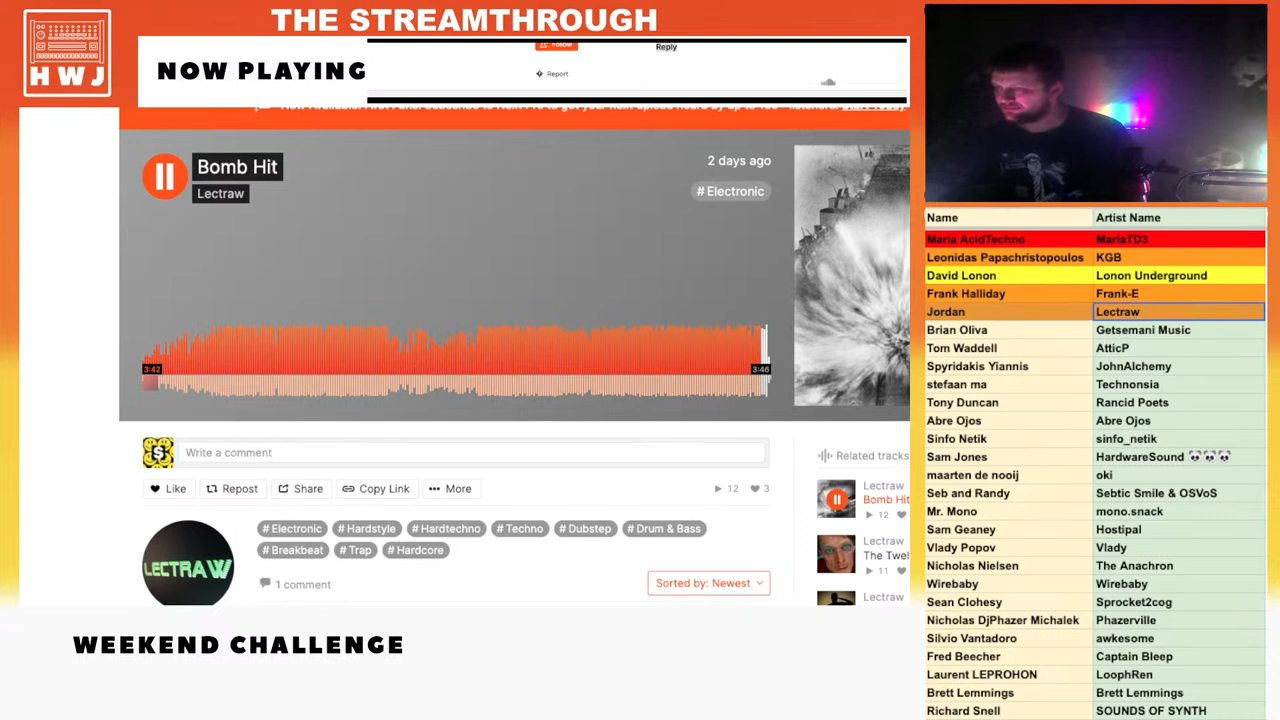 THE STREAMTHROUGH
HWJ
NOW PLAYING
Follow
Reply
Report
Bomb Hit
Lectraw
2 days ago
# Electronic
3:42
3:46
Write a comment
Like
Repost
Share
Copy Link
More
12
3
# Electronic
# Hardstyle
# Hardtechno
# Techno
# Dubstep
# Drum & Bass
# Breakbeat
# Trap
# Hardcore
LECTRAW
1 comment
Sorted by: Newest
Related tracks
Lectraw
Bomb Hit
12
Lectraw
The Twel
11
Lectraw
WEEKEND CHALLENGE
Name Artist Name
Maria AcidTechno MariaTD3
Leonidas Papachristopoulos KGB
David Lonon Lonon Underground
Frank Halliday Frank-E
Jordan Lectraw
Brian Oliva Getsemani Music
Tom Waddell AtticP
Spyridakis Yiannis JohnAlchemy
stefaan ma Technonsia
Tony Duncan Rancid Poets
Abre Ojos Abre Ojos
Sinfo Netik sinfo_netik
Sam Jones HardwareSound 🐼🐼🐼
maarten de nooij oki
Seb and Randy Sebtic Smile & OSVoS
Mr. Mono mono.snack
Sam Geaney Hostipal
Vlady Popov Vlady
Nicholas Nielsen The Anachron
Wirebaby Wirebaby
Sean Clohesy Sprocket2cog
Nicholas DjPhazer Michalek Phazerville
Silvio Vantadoro awkesome
Fred Beecher Captain Bleep
Laurent LEPROHON LoophRen
Brett Lemmings Brett Lemmings
Richard Snell SOUNDS OF SYNTH